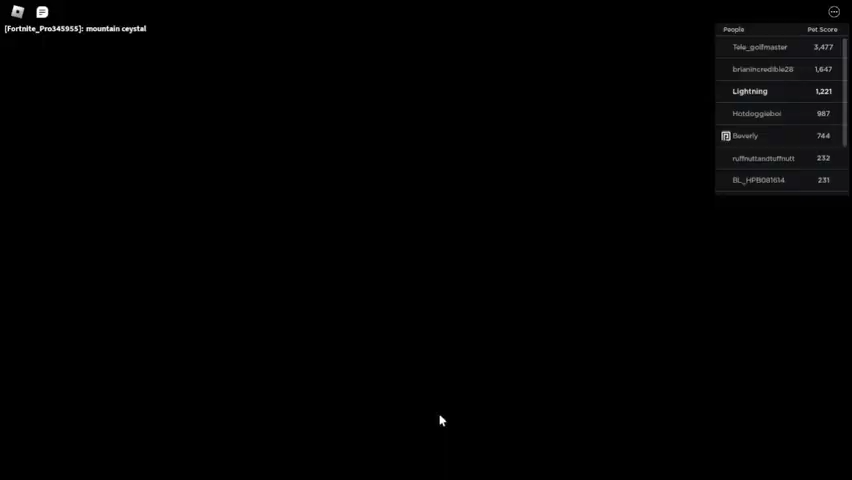 [Fortnite_Pro345955]: mountain ceystal
People Pet Score
Tele_golfmaster 3,477
brianincredible28 1,647
Lightning 1,221
Hotdoggieboi 987
Beverly 744
ruffnuttandtuffnutt 232
BL_HPB081614 231